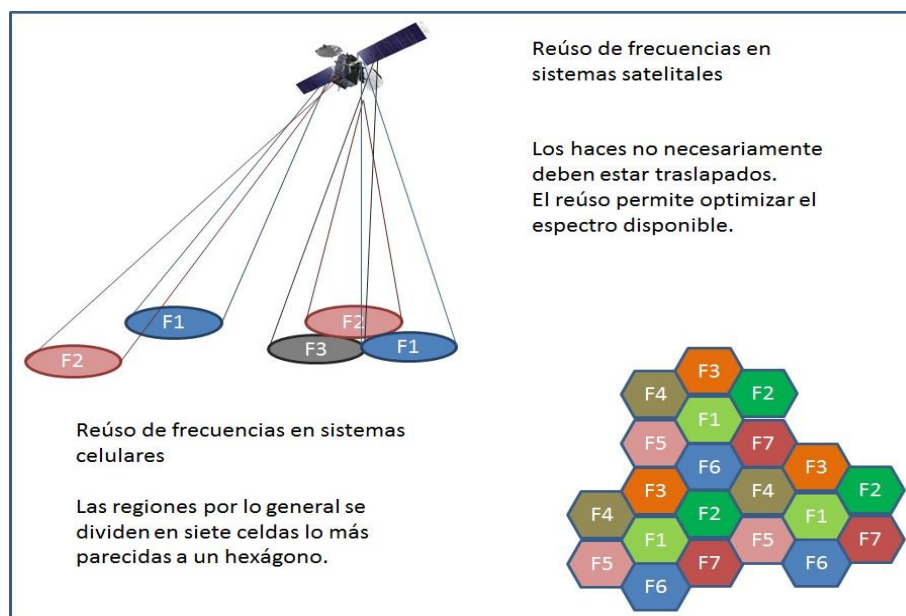 Reúso de frecuencias en
sistemas satelitales
Los haces no necesariamente
deben estar traslapados.
El reúso permite optimizar el
espectro disponible.
F1
F2
F2
F3
F1
Reúso de frecuencias en sistemas
celulares
Las regiones por lo general se
dividen en siete celdas lo más
parecidas a un hexágono.
F3
F4
F2
F1
F5
F7
F6
F3
F3
F4
F2
F4
F2
F1
F1
F5
F7
F5
F7
F6
F6